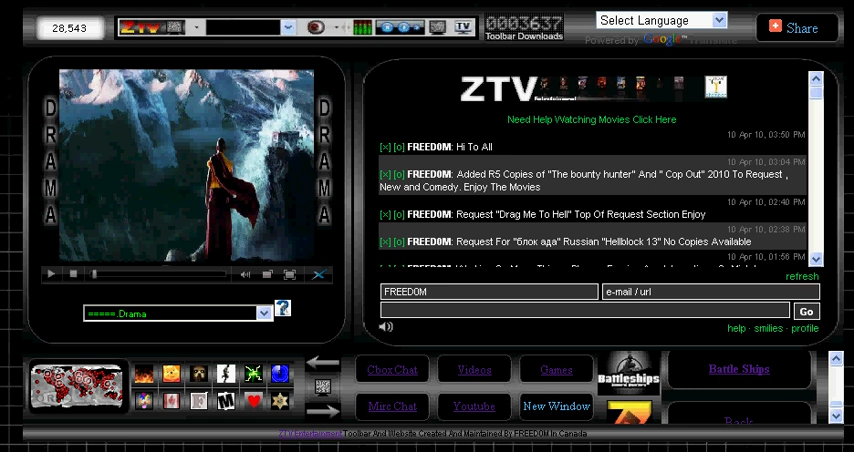 28,543
ZTV
TV
0003637
Toolbar Downloads
Select Language
Powered by Google™ Translate
Share
DRAMA
DRAMA
=====.Drama
ZTV
Entertainment
Need Help Watching Movies Click Here
10 Apr 10, 03:50 PM
[x] [o] FREEDOM: Hi To All
10 Apr 10, 03:04 PM
[x] [o] FREEDOM: Added R5 Copies of "The bounty hunter" And " Cop Out" 2010 To Request ,
New and Comedy. Enjoy The Movies
10 Apr 10, 02:40 PM
[x] [o] FREEDOM: Request "Drag Me To Hell" Top Of Request Section Enjoy
10 Apr 10, 02:38 PM
[x] [o] FREEDOM: Request For "блок ада" Russian "Hellblock 13" No Copies Available
10 Apr 10, 01:56 PM
refresh
FREEDOM
e-mail / url
Go
help · smilies · profile
Cbox Chat
Videos
Games
Battleships
Battle Ships
Mirc Chat
Youtube
New Window
Back
ZTV Entertainment Toolbar And Website Created And Maintained By FREEDOM In Canada